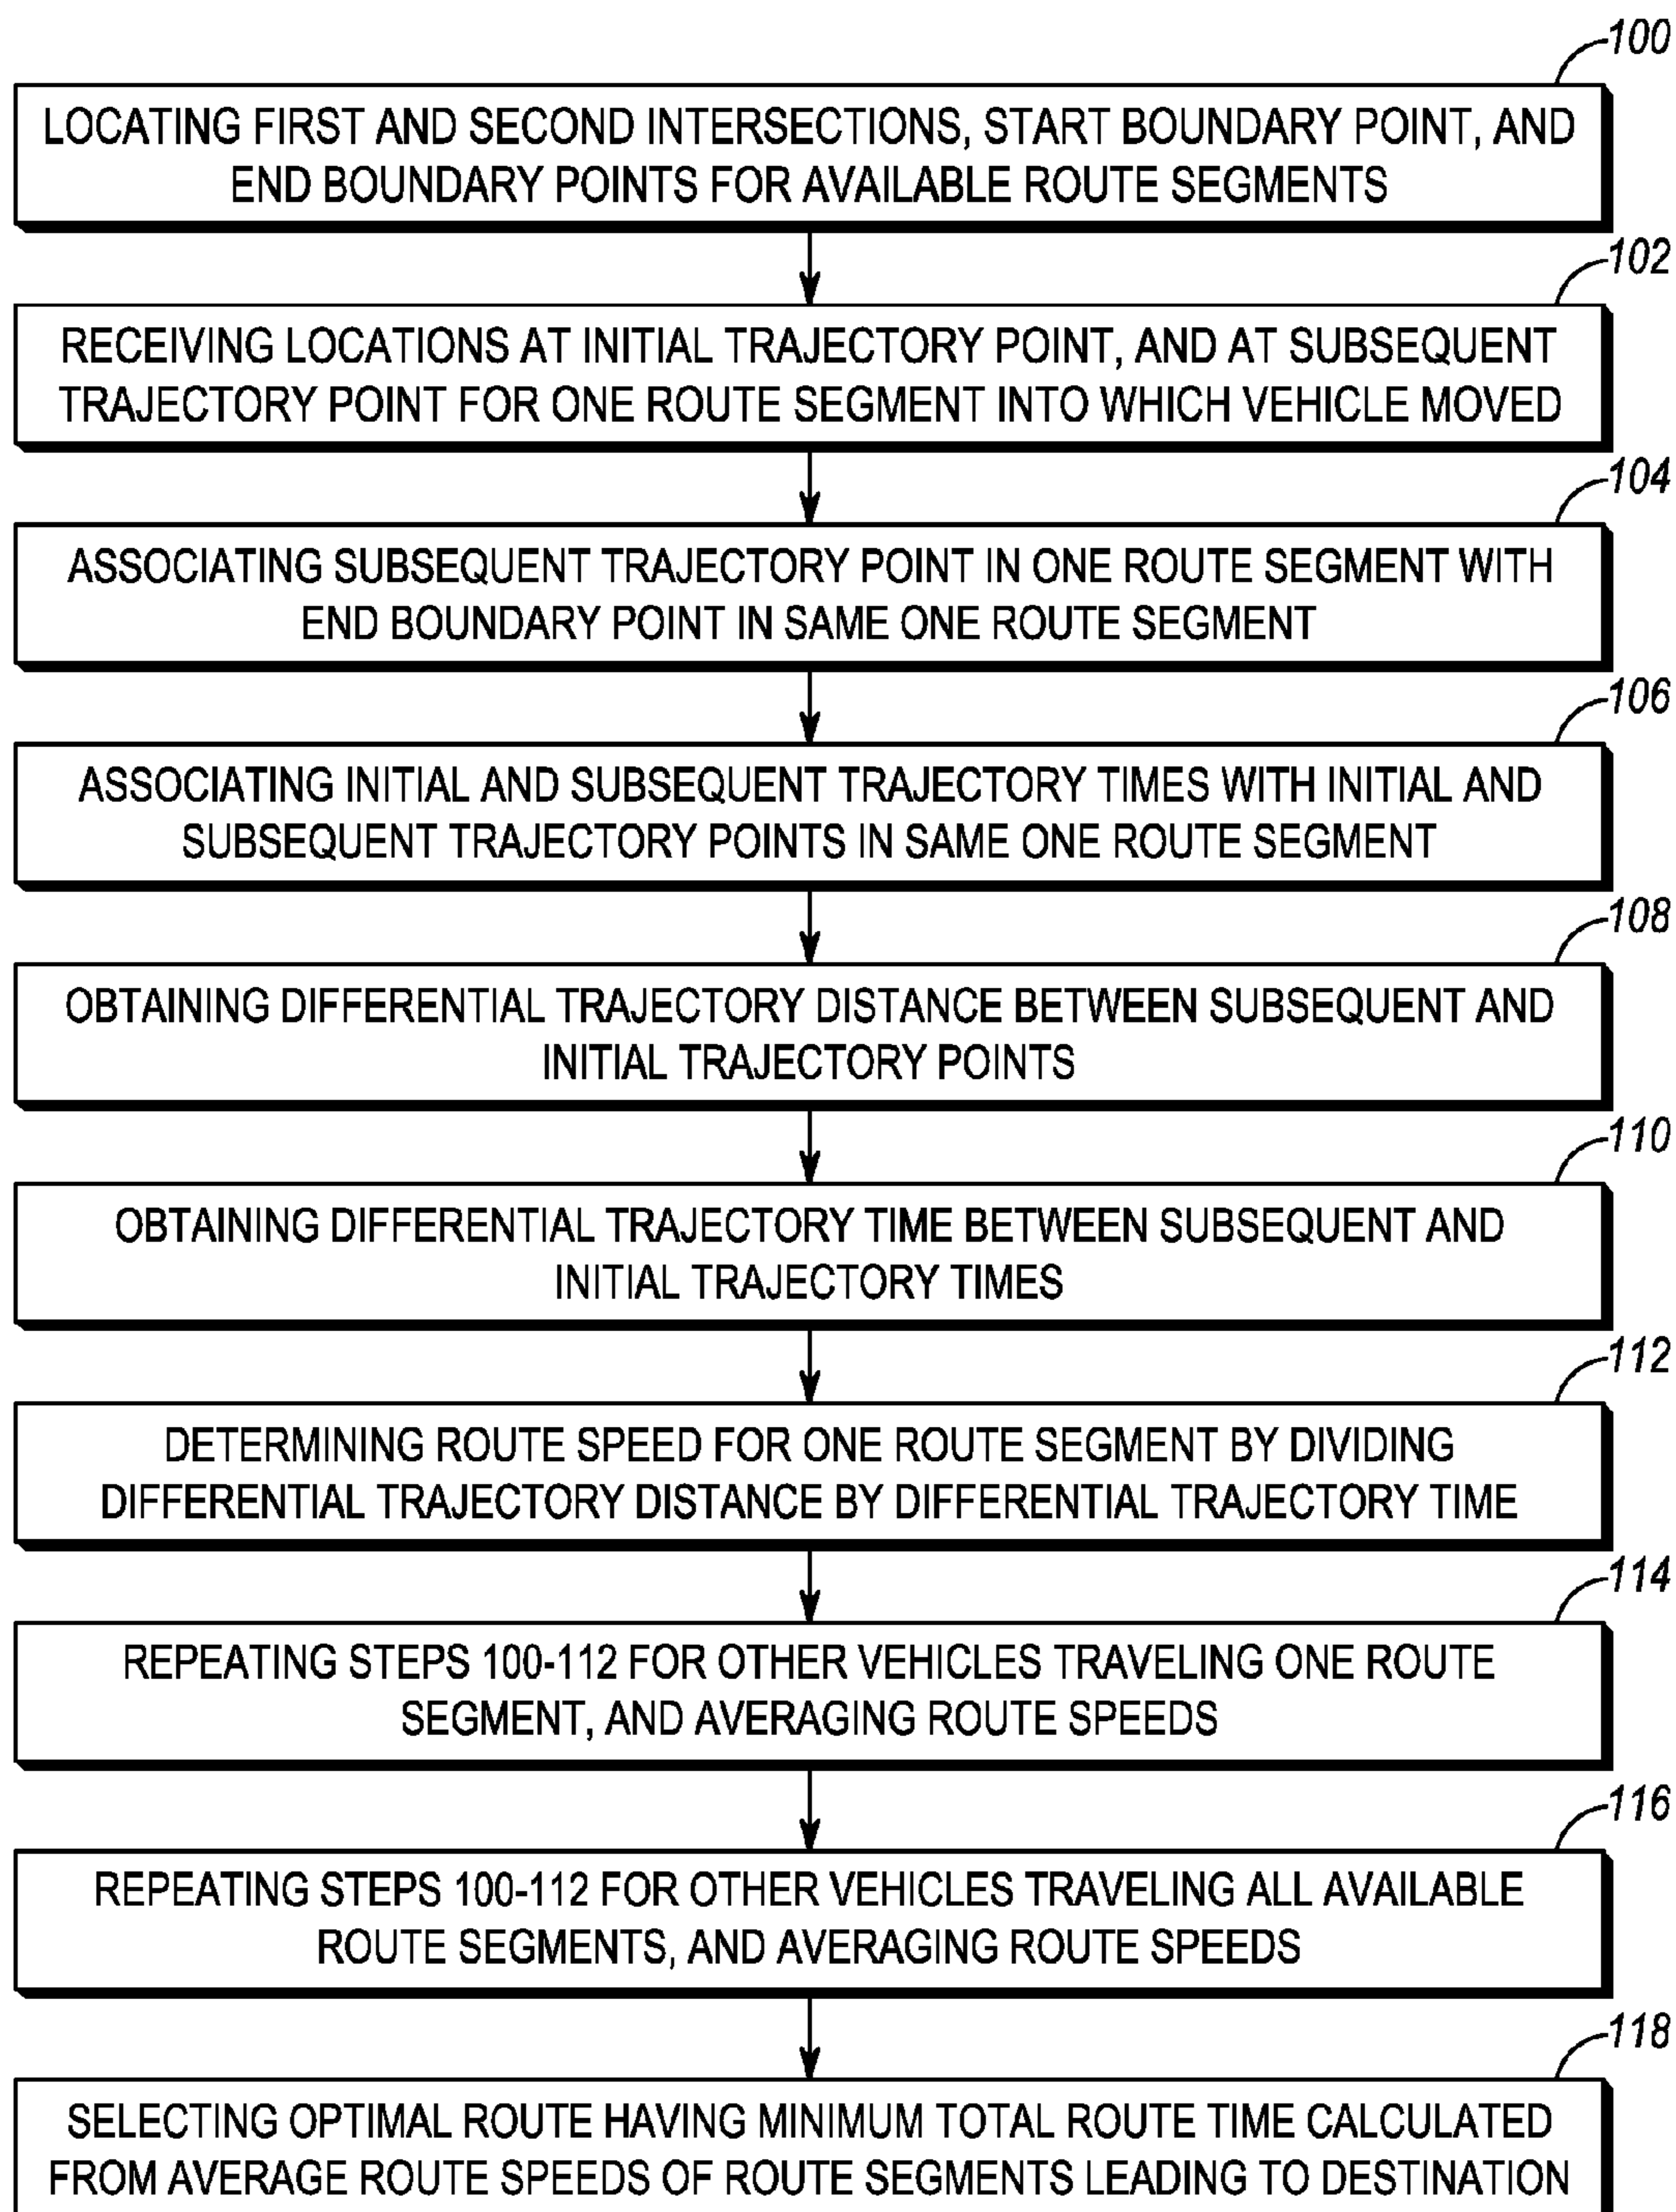 100
LOCATING FIRST AND SECOND INTERSECTIONS, START BOUNDARY POINT, AND
END BOUNDARY POINTS FOR AVAILABLE ROUTE SEGMENTS
102
RECEIVING LOCATIONS AT INITIAL TRAJECTORY POINT, AND AT SUBSEQUENT
TRAJECTORY POINT FOR ONE ROUTE SEGMENT INTO WHICH VEHICLE MOVED
104
ASSOCIATING SUBSEQUENT TRAJECTORY POINT IN ONE ROUTE SEGMENT WITH
END BOUNDARY POINT IN SAME ONE ROUTE SEGMENT
106
ASSOCIATING INITIAL AND SUBSEQUENT TRAJECTORY TIMES WITH INITIAL AND
SUBSEQUENT TRAJECTORY POINTS IN SAME ONE ROUTE SEGMENT
108
OBTAINING DIFFERENTIAL TRAJECTORY DISTANCE BETWEEN SUBSEQUENT AND
INITIAL TRAJECTORY POINTS
110
OBTAINING DIFFERENTIAL TRAJECTORY TIME BETWEEN SUBSEQUENT AND
INITIAL TRAJECTORY TIMES
112
DETERMINING ROUTE SPEED FOR ONE ROUTE SEGMENT BY DIVIDING
DIFFERENTIAL TRAJECTORY DISTANCE BY DIFFERENTIAL TRAJECTORY TIME
114
REPEATING STEPS 100-112 FOR OTHER VEHICLES TRAVELING ONE ROUTE
SEGMENT, AND AVERAGING ROUTE SPEEDS
116
REPEATING STEPS 100-112 FOR OTHER VEHICLES TRAVELING ALL AVAILABLE
ROUTE SEGMENTS, AND AVERAGING ROUTE SPEEDS
118
SELECTING OPTIMAL ROUTE HAVING MINIMUM TOTAL ROUTE TIME CALCULATED
FROM AVERAGE ROUTE SPEEDS OF ROUTE SEGMENTS LEADING TO DESTINATION